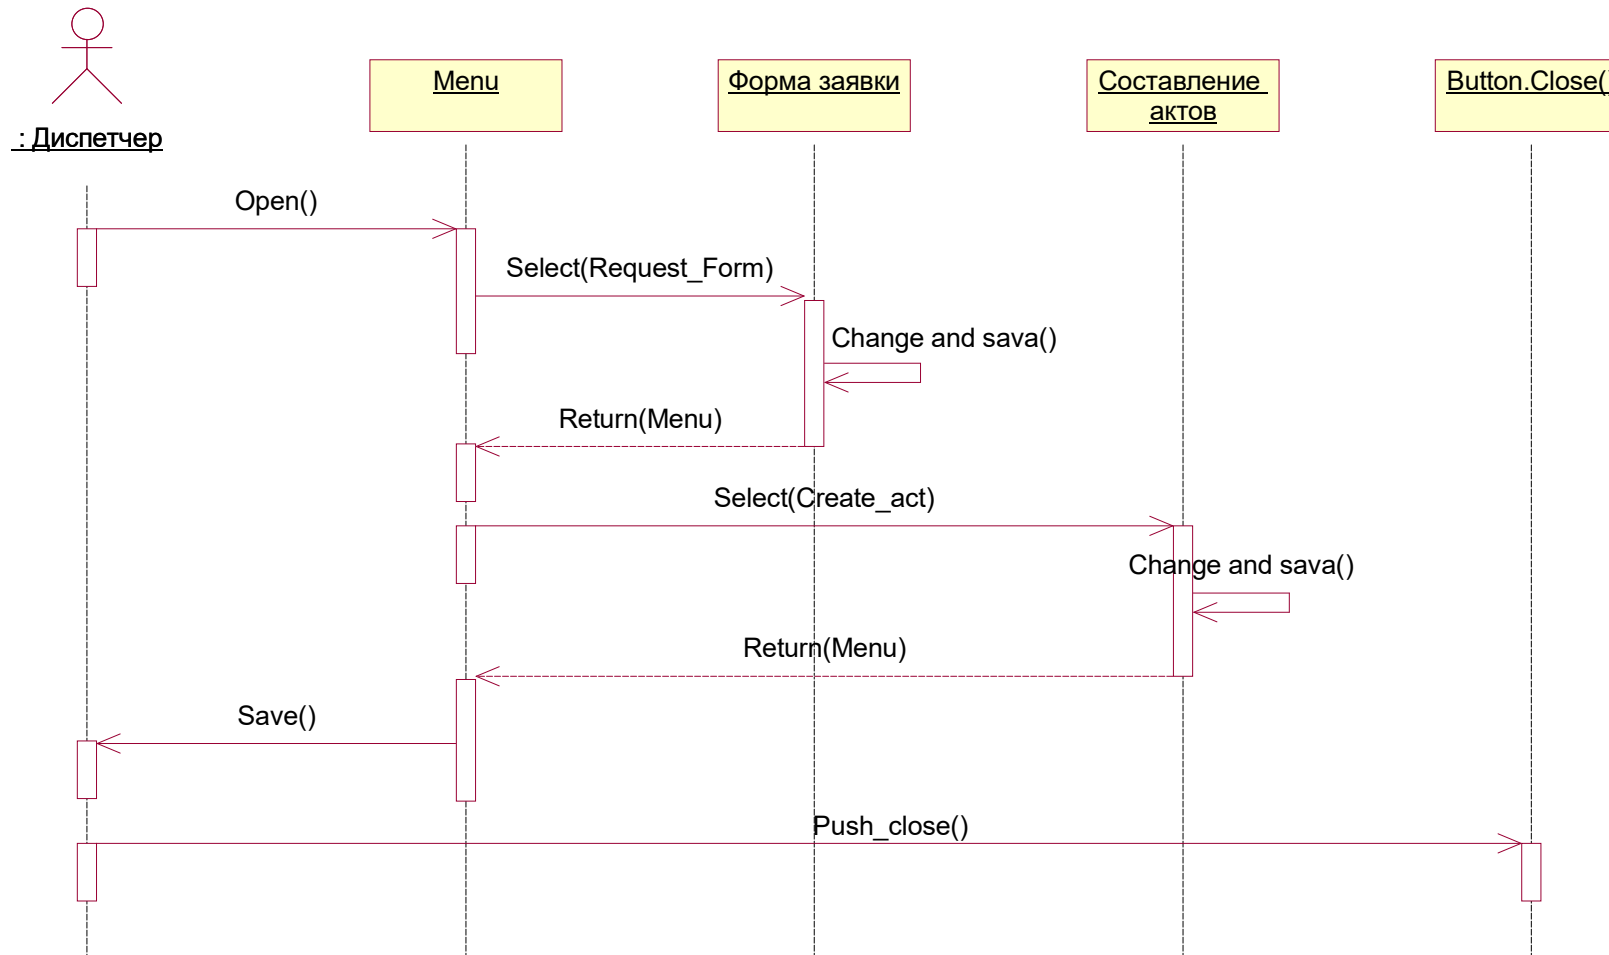 : Диспетчер
Menu
Форма заявки
Составление
актов
Button.Close()
Open()
Select(Request_Form)
Change and sava()
Return(Menu)
Select(Create_act)
Change and sava()
Return(Menu)
Save()
Push_close()